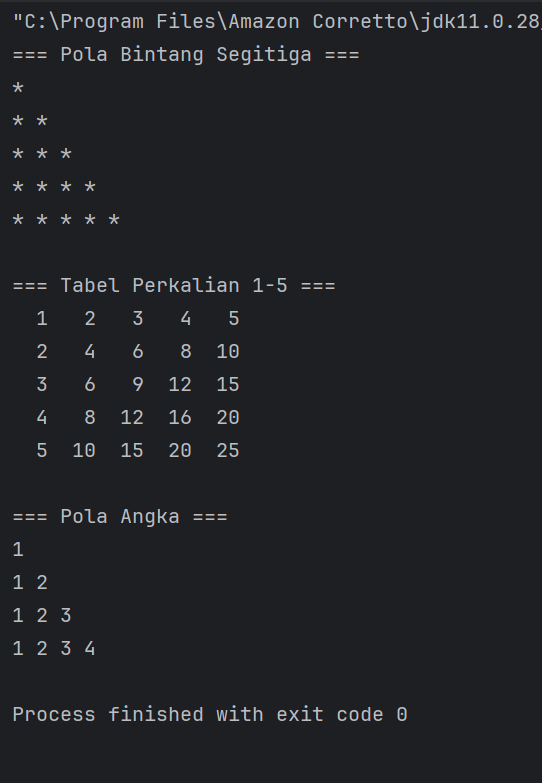 "C:\Program Files\Amazon Corretto\jdk11.0.28
=== Pola Bintang Segitiga ===
*
* *
* * *
* * * *
* * * * *
=== Tabel Perkalian 1-5 ===
  1   2   3   4   5
  2   4   6   8  10
  3   6   9  12  15
  4   8  12  16  20
  5  10  15  20  25
=== Pola Angka ===
1
1 2
1 2 3
1 2 3 4
Process finished with exit code 0